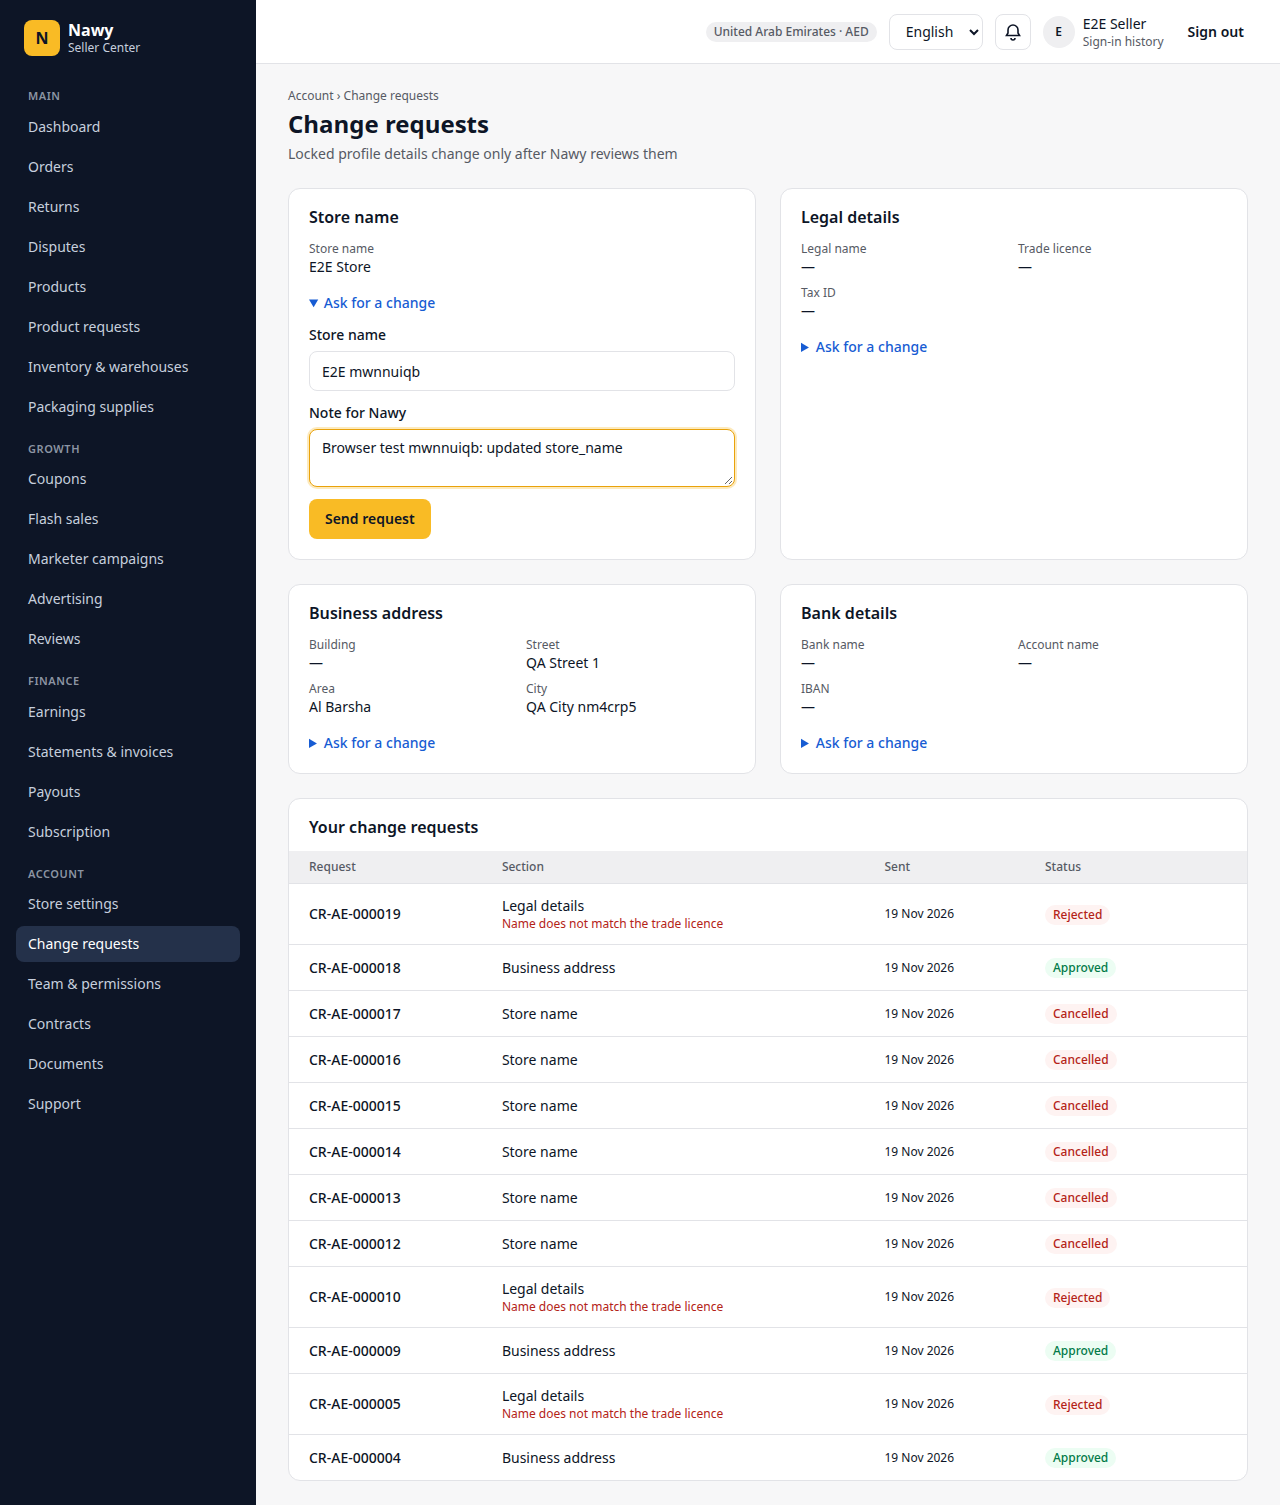 N
Nawy
Seller Center
MAIN
Dashboard
Orders
Returns
Disputes
Products
Product requests
Inventory & warehouses
Packaging supplies
GROWTH
Coupons
Flash sales
Marketer campaigns
Advertising
Reviews
FINANCE
Earnings
Statements & invoices
Payouts
Subscription
ACCOUNT
Store settings
Change requests
Team & permissions
Contracts
Documents
Support
United Arab Emirates · AED
English
E
E2E Seller
Sign-in history
Sign out
Account › Change requests
Change requests
Locked profile details change only after Nawy reviews them
Store name
Store name
E2E Store
Ask for a change
Store name
E2E mwnnuiqb
Note for Nawy
Browser test mwnnuiqb: updated store_name
Send request
Legal details
Legal name Trade licence
— —
Tax ID
—
Ask for a change
Business address
Building Street
— QA Street 1
Area City
Al Barsha QA City nm4crp5
Ask for a change
Bank details
Bank name Account name
— —
IBAN
—
Ask for a change
Your change requests
Request Section Sent Status
CR-AE-000019 Legal details 19 Nov 2026 Rejected
Name does not match the trade licence
CR-AE-000018 Business address 19 Nov 2026 Approved
CR-AE-000017 Store name 19 Nov 2026 Cancelled
CR-AE-000016 Store name 19 Nov 2026 Cancelled
CR-AE-000015 Store name 19 Nov 2026 Cancelled
CR-AE-000014 Store name 19 Nov 2026 Cancelled
CR-AE-000013 Store name 19 Nov 2026 Cancelled
CR-AE-000012 Store name 19 Nov 2026 Cancelled
CR-AE-000010 Legal details 19 Nov 2026 Rejected
Name does not match the trade licence
CR-AE-000009 Business address 19 Nov 2026 Approved
CR-AE-000005 Legal details 19 Nov 2026 Rejected
Name does not match the trade licence
CR-AE-000004 Business address 19 Nov 2026 Approved